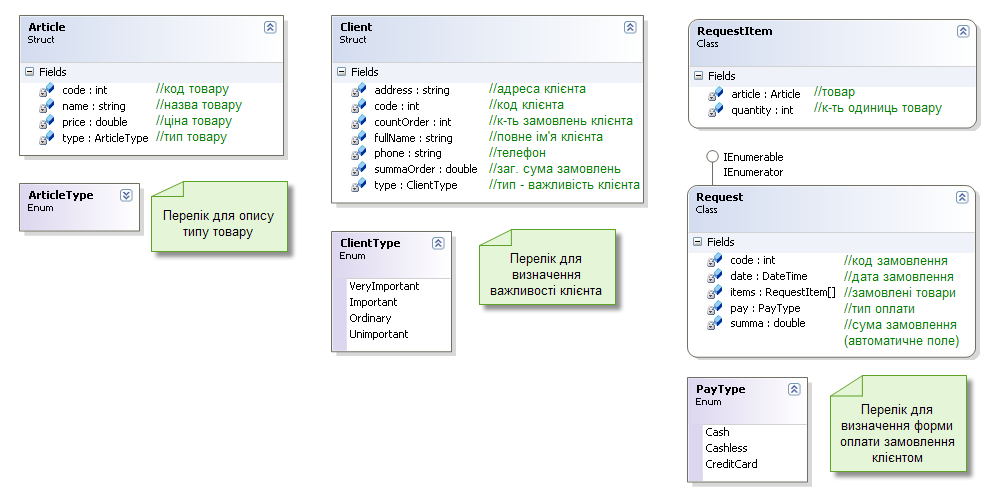 Article
Struct
Fields
code : int //код товару
name : string //назва товару
price : double //ціна товару
type : ArticleType //тип товару
ArticleType
Enum
Перелік для опису
типу товару
Client
Struct
Fields
address : string //адреса клієнта
code : int //код клієнта
countOrder : int //к-ть замовлень клієнта
fullName : string //повне ім'я клієнта
phone : string //телефон
summaOrder : double //заг. сума замовлень
type : ClientType //тип - важливість клієнта
ClientType
Enum
VeryImportant
Important
Ordinary
Unimportant
Перелік для
визначення
важливості клієнта
RequestItem
Class
Fields
article : Article //товар
quantity : int //к-ть одиниць товару
IEnumerable
IEnumerator
Request
Class
Fields
code : int //код замовлення
date : DateTime //дата замовлення
items : RequestItem[] //замовлені товари
pay : PayType //тип оплати
summa : double //сума замовлення
(автоматичне поле)
PayType
Enum
Cash
Cashless
CreditCard
Перелік для
визначення форми
оплати замовлення
клієнтом